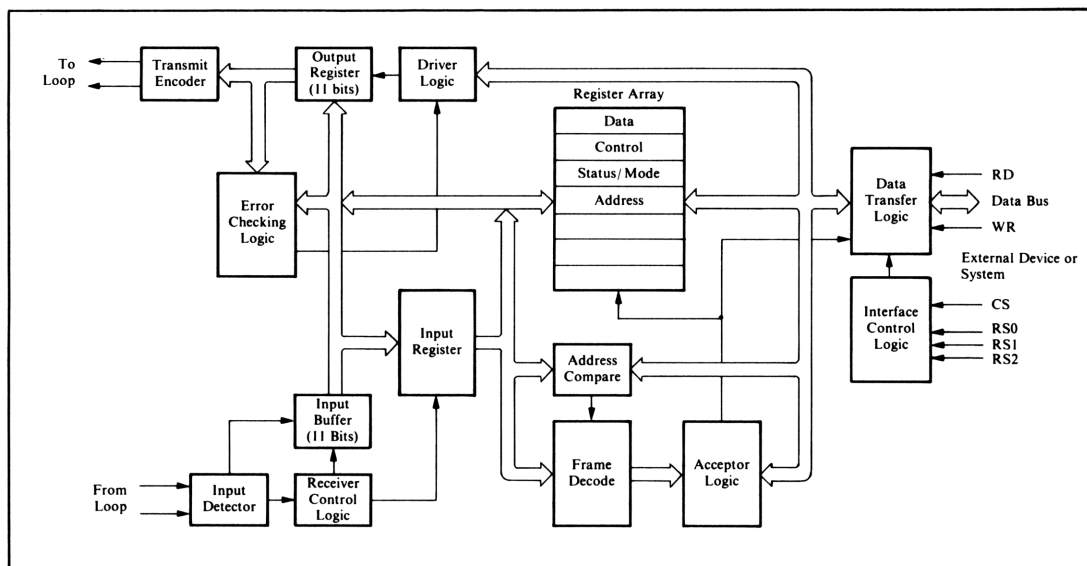 To
Loop
Transmit
Encoder
Output
Register
(11 bits)
Driver
Logic
Register Array
Data
Control
Status/Mode
Address
Error
Checking
Logic
Data
Transfer
Logic
RD
Data Bus
WR
External Device or
System
Interface
Control
Logic
CS
RS0
RS1
RS2
Input
Register
Address
Compare
Input
Buffer
(11 Bits)
Frame
Decode
Acceptor
Logic
From
Loop
Input
Detector
Receiver
Control
Logic